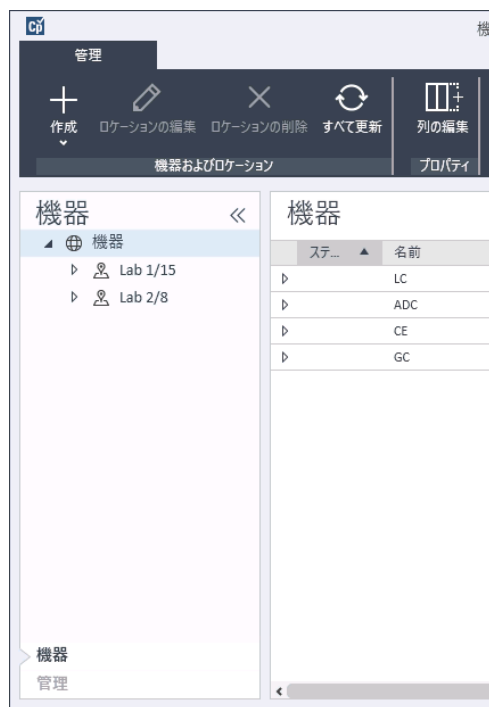 Cp
機
管理
作成
ロケーションの編集
ロケーションの削除
すべて更新
列の編集
機器およびロケーション
プロパティ
機器
機器
Lab 1/15
Lab 2/8
機器
管理
機器
ステ...
名前
LC
ADC
CE
GC